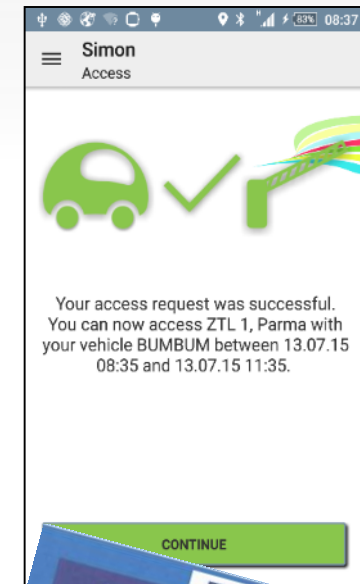 83% 08:37
Simon
Access
Your access request was successful.
You can now access ZTL 1, Parma with
your vehicle BUMBUM between 13.07.15
08:35 and 13.07.15 11:35.
CONTINUE